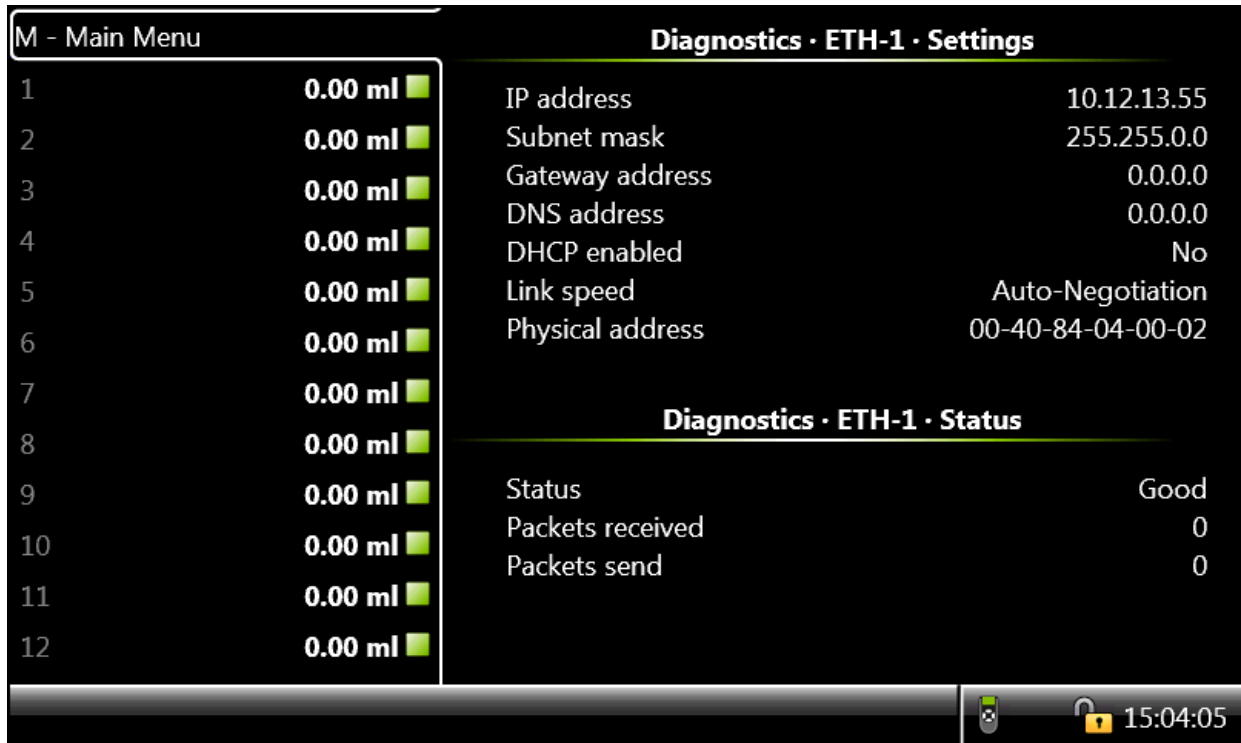 M - Main Menu
1 0.00 ml
2 0.00 ml
3 0.00 ml
4 0.00 ml
5 0.00 ml
6 0.00 ml
7 0.00 ml
8 0.00 ml
9 0.00 ml
10 0.00 ml
11 0.00 ml
12 0.00 ml
Diagnostics · ETH-1 · Settings
IP address 10.12.13.55
Subnet mask 255.255.0.0
Gateway address 0.0.0.0
DNS address 0.0.0.0
DHCP enabled No
Link speed Auto-Negotiation
Physical address 00-40-84-04-00-02
Diagnostics · ETH-1 · Status
Status Good
Packets received 0
Packets send 0
15:04:05